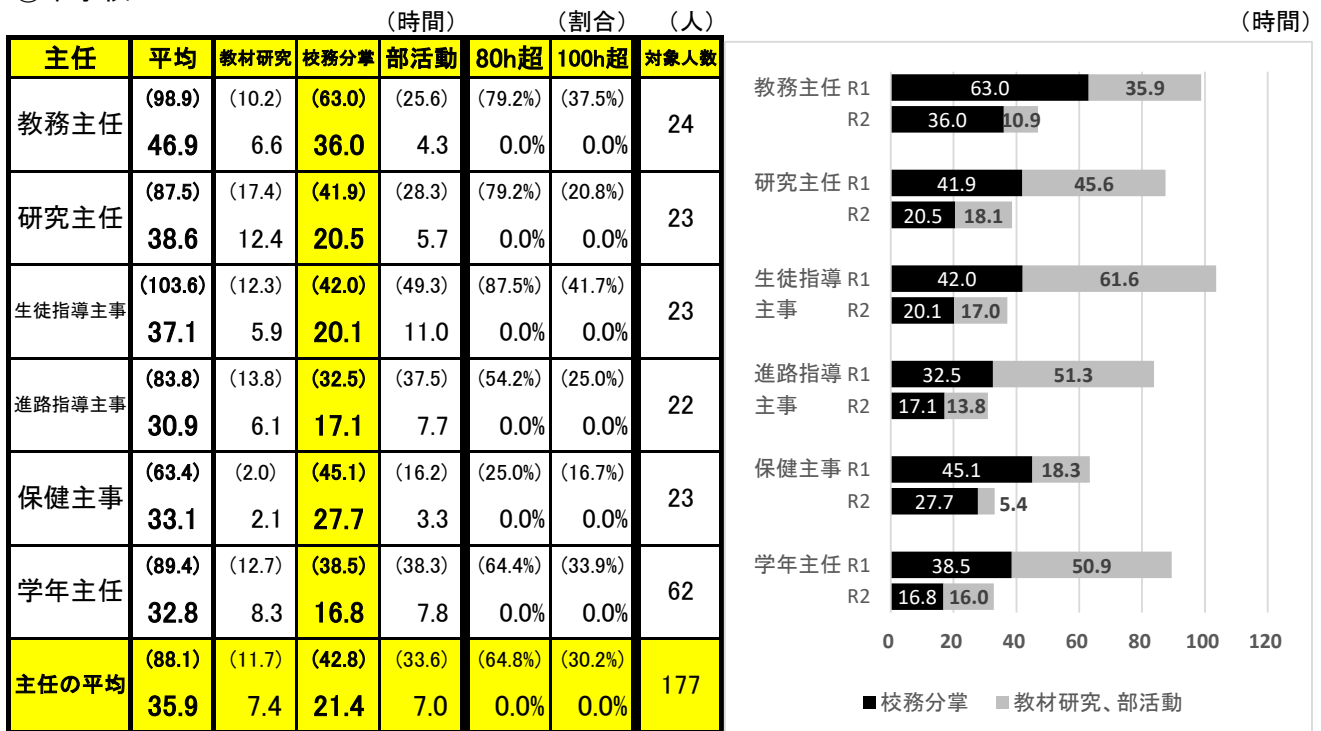 (時間) (割合) (人)
主任 平均 教材研究 校務分掌 部活動 80h超 100h超 対象人数
教務主任 (98.9) (10.2) (63.0) (25.6) (79.2%) (37.5%) 24
46.9 6.6 36.0 4.3 0.0% 0.0%
研究主任 (87.5) (17.4) (41.9) (28.3) (79.2%) (20.8%) 23
38.6 12.4 20.5 5.7 0.0% 0.0%
生徒指導主事 (103.6) (12.3) (42.0) (49.3) (87.5%) (41.7%) 23
37.1 5.9 20.1 11.0 0.0% 0.0%
進路指導主事 (83.8) (13.8) (32.5) (37.5) (54.2%) (25.0%) 22
30.9 6.1 17.1 7.7 0.0% 0.0%
保健主事 (63.4) (2.0) (45.1) (16.2) (25.0%) (16.7%) 23
33.1 2.1 27.7 3.3 0.0% 0.0%
学年主任 (89.4) (12.7) (38.5) (38.3) (64.4%) (33.9%) 62
32.8 8.3 16.8 7.8 0.0% 0.0%
主任の平均 (88.1) (11.7) (42.8) (33.6) (64.8%) (30.2%) 177
35.9 7.4 21.4 7.0 0.0% 0.0%
(時間)
教務主任 R1 63.0 35.9
R2 36.0 10.9
研究主任 R1 41.9 45.6
R2 20.5 18.1
生徒指導 R1 42.0 61.6
主事 R2 20.1 17.0
進路指導 R1 32.5 51.3
主事 R2 17.1 13.8
保健主事 R1 45.1 18.3
R2 27.7 5.4
学年主任 R1 38.5 50.9
R2 16.8 16.0
0 20 40 60 80 100 120
■校務分掌 ■教材研究、部活動